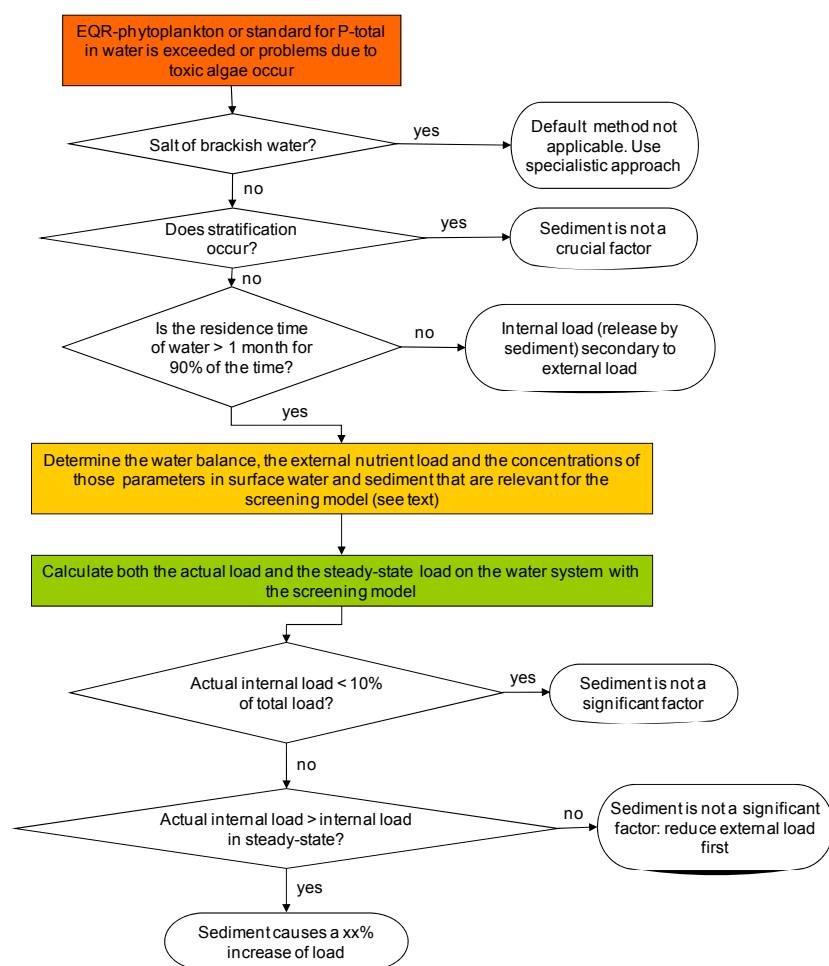 EQR-phytoplankton or standard for P-total
in water is exceeded or problems due to
toxic algae occur
Salt of brackish water?
yes
Default method not
applicable. Use
specialistic approach
no
Does stratification
occur?
yes
Sediment is not a
crucial factor
no
Is the residence time
of water > 1 month for
90% of the time?
no
Internal load (release by
sediment) secondary to
external load
yes
Determine the water balance, the external nutrient load and the concentrations of
those parameters in surface water and sediment that are relevant for the
screening model (see text)
Calculate both the actual load and the steady-state load on the water system with
the screening model
Actual internal load < 10%
of total load?
yes
Sediment is not a
significant factor
no
Actual internal load > internal load
in steady-state?
no
Sediment is not a significant
factor: reduce external load
first
yes
Sediment causes a xx%
increase of load